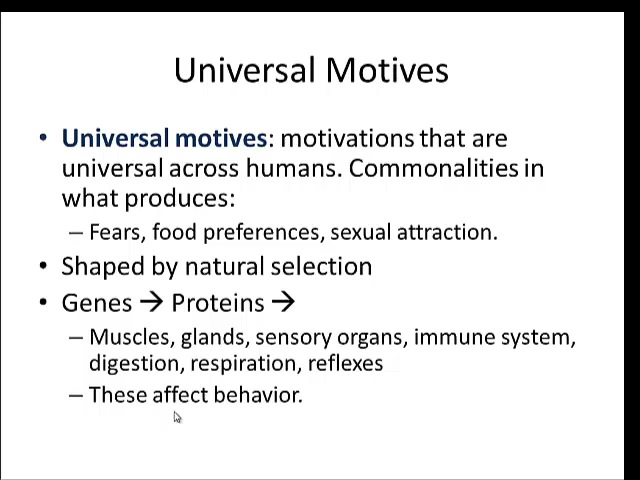 Universal Motives
• Universal motives: motivations that are
universal across humans. Commonalities in
what produces:
– Fears, food preferences, sexual attraction.
• Shaped by natural selection
• Genes → Proteins →
– Muscles, glands, sensory organs, immune system,
digestion, respiration, reflexes
– These affect behavior.